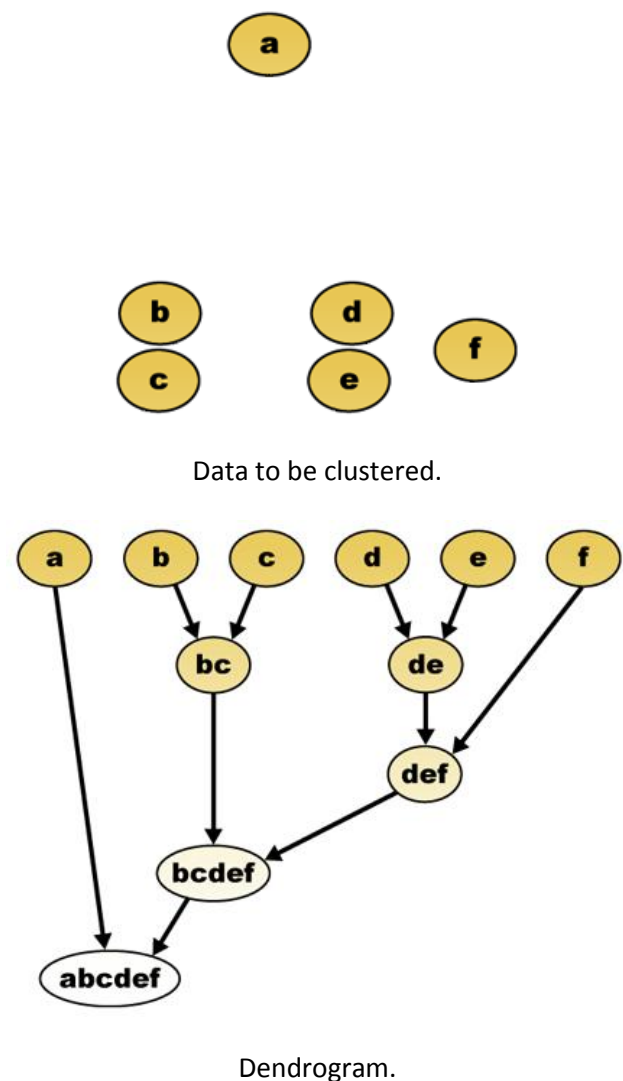 a
b d
f
c e
Data to be clustered.
a b c d e f
bc de
def
bcdef
abcdef
Dendrogram.